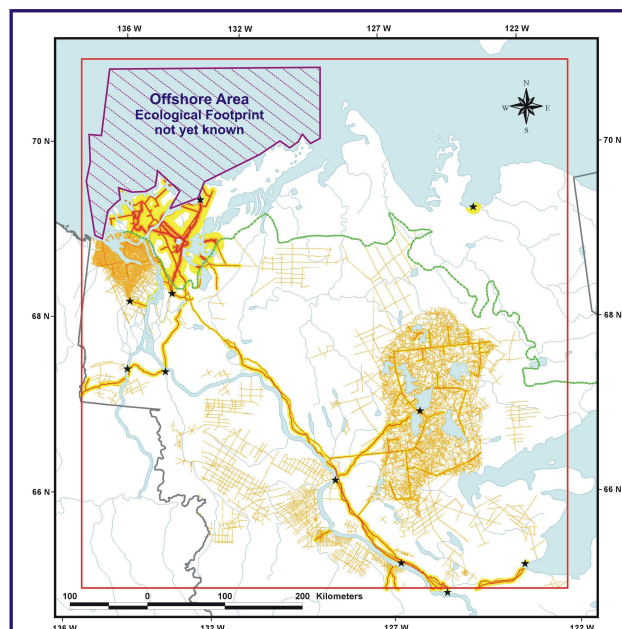 136 W 132 W 127 W 122 W
Offshore Area
Ecological Footprint
not yet known
N
W E
S
70 N 70 N
68 N 68 N
66 N 66 N
100 0 100 200 Kilometers
136 W 132 W 127 W 122 W